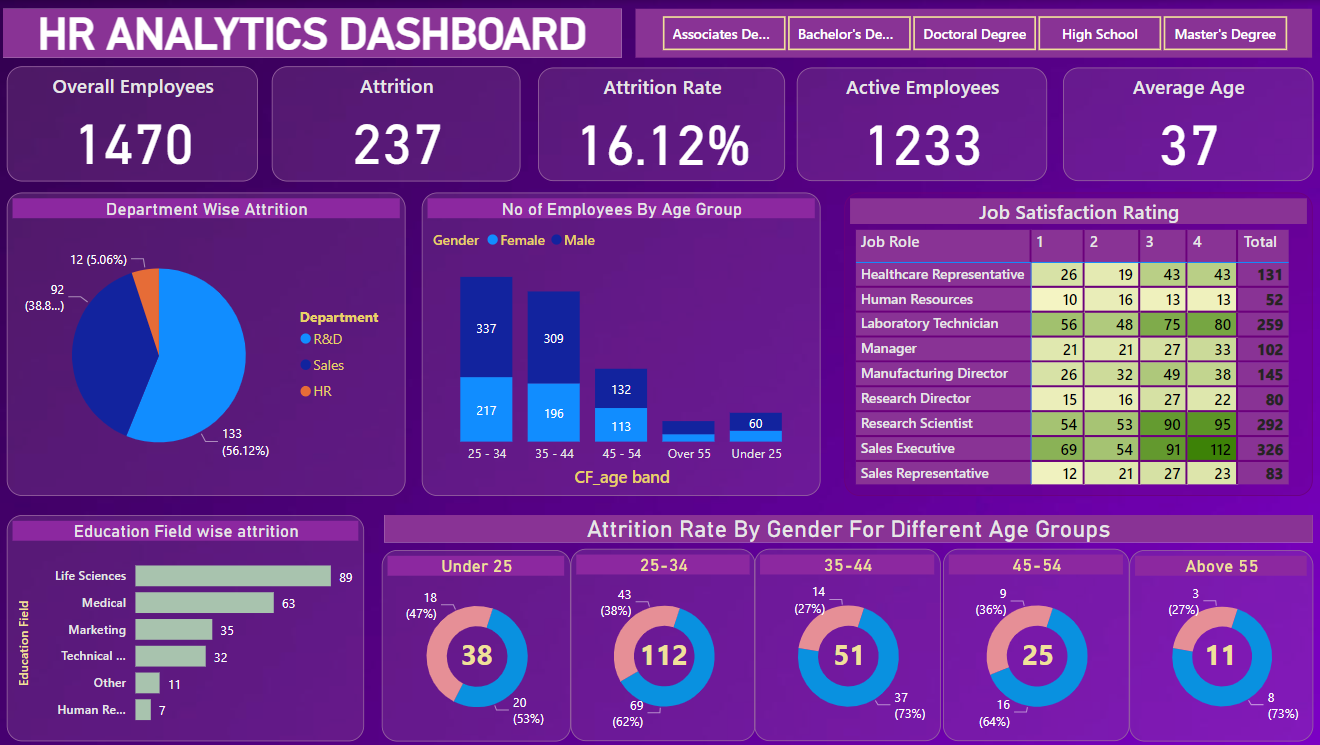 HR ANALYTICS DASHBOARD
Associates De...
Bachelor's De...
Doctoral Degree
High School
Master's Degree
Overall Employees
1470
Attrition
237
Attrition Rate
16.12%
Active Employees
1233
Average Age
37
Department Wise Attrition
12 (5.06%)
92
(38.8...)
133
(56.12%)
Department
R&D
Sales
HR
No of Employees By Age Group
Gender Female Male
337
217
309
196
132
113
60
25 - 34 35 - 44 45 - 54 Over 55 Under 25
CF_age band
Job Satisfaction Rating
Job Role 1 2 3 4 Total
Healthcare Representative 26 19 43 43 131
Human Resources 10 16 13 13 52
Laboratory Technician 56 48 75 80 259
Manager 21 21 27 33 102
Manufacturing Director 26 32 49 38 145
Research Director 15 16 27 22 80
Research Scientist 54 53 90 95 292
Sales Executive 69 54 91 112 326
Sales Representative 12 21 27 23 83
Education Field wise attrition
Education Field
Life Sciences 89
Medical 63
Marketing 35
Technical ... 32
Other 11
Human Re... 7
Attrition Rate By Gender For Different Age Groups
Under 25
18
(47%)
38
20
(53%)
25-34
43
(38%)
112
69
(62%)
35-44
14
(27%)
51
37
(73%)
45-54
9
(36%)
25
16
(64%)
Above 55
3
(27%)
11
8
(73%)